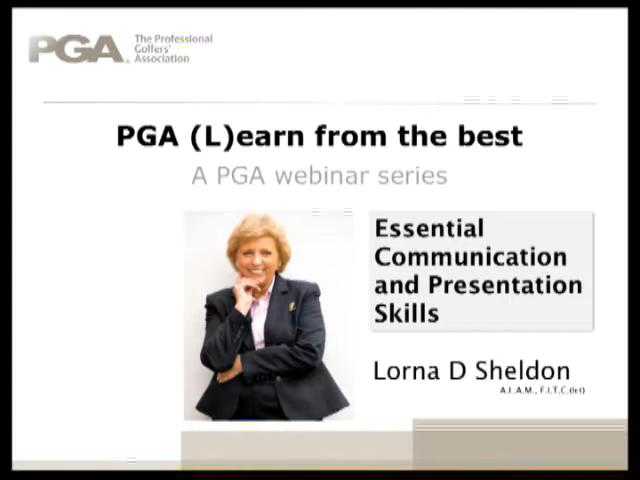 PGA
The Professional
Golfers'
Association
PGA (L)earn from the best
A PGA webinar series
Essential
Communication
and Presentation
Skills
Lorna D Sheldon